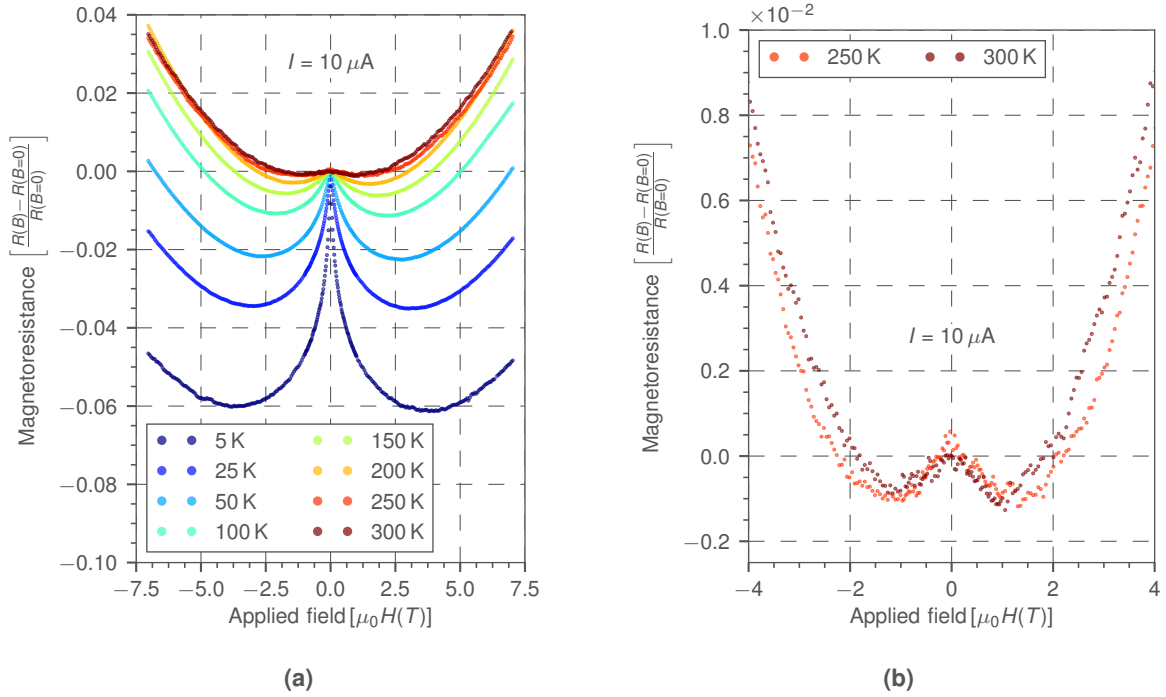 0.04
0.02
0.00
−0.02
−0.04
−0.06
−0.08
−0.10
Magnetoresistance [R(B) − R(B=0) / R(B=0)]
I = 10 μA
5 K
25 K
50 K
100 K
150 K
200 K
250 K
300 K
−7.5 −5.0 −2.5 0.0 2.5 5.0 7.5
Applied field [μ₀H(T)]
(a)
×10⁻²
1.0
0.8
0.6
0.4
0.2
0.0
−0.2
Magnetoresistance [R(B) − R(B=0) / R(B=0)]
250 K 300 K
I = 10 μA
−4 −2 0 2 4
Applied field [μ₀H(T)]
(b)